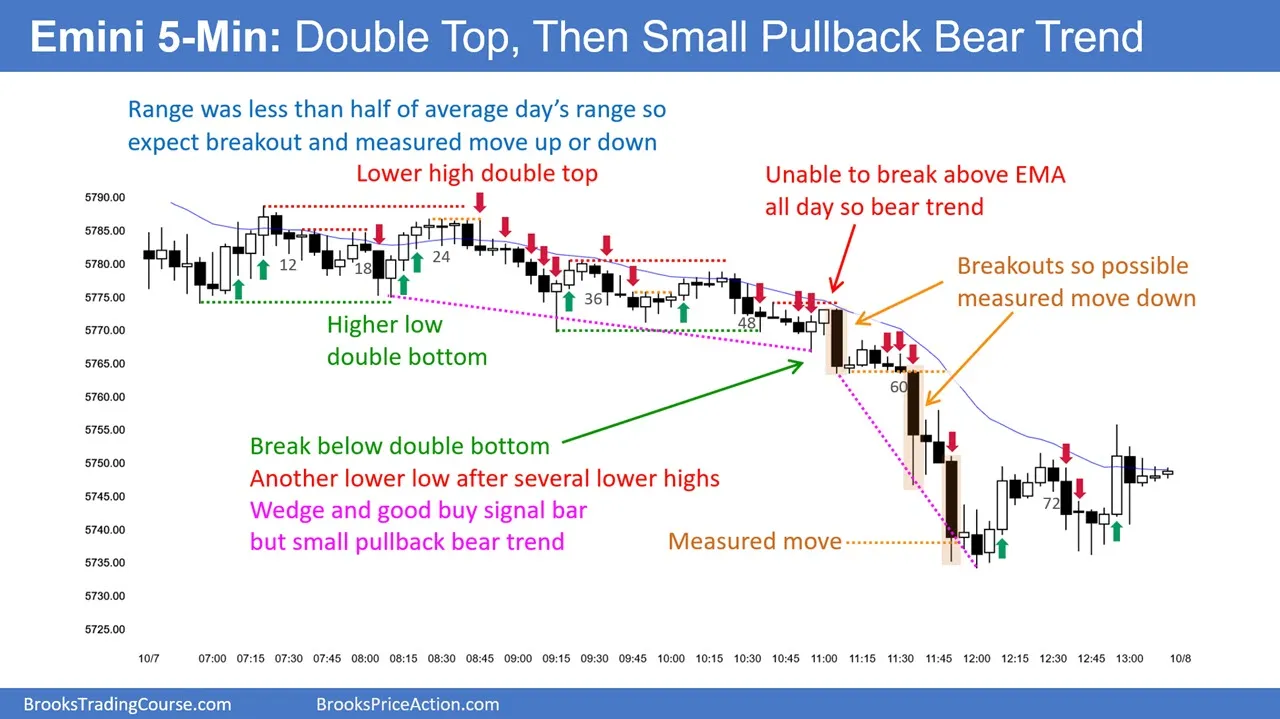 Emini 5-Min: Double Top, Then Small Pullback Bear Trend
Range was less than half of average day's range so
expect breakout and measured move up or down
Lower high double top
Unable to break above EMA
all day so bear trend
Breakouts so possible
measured move down
Higher low
double bottom
Break below double bottom
Another lower low after several lower highs
Wedge and good buy signal bar
but small pullback bear trend
Measured move
5790.00
5785.00
5780.00
5775.00
5770.00
5765.00
5760.00
5755.00
5750.00
5745.00
5740.00
5735.00
5730.00
5725.00
12
18
24
36
48
60
72
10/7 07:00 07:15 07:30 07:45 08:00 08:15 08:30 08:45 09:00 09:15 09:30 09:45 10:00 10:15 10:30 10:45 11:00 11:15 11:30 11:45 12:00 12:15 12:30 12:45 13:00 10/8
BrooksTradingCourse.com BrooksPriceAction.com